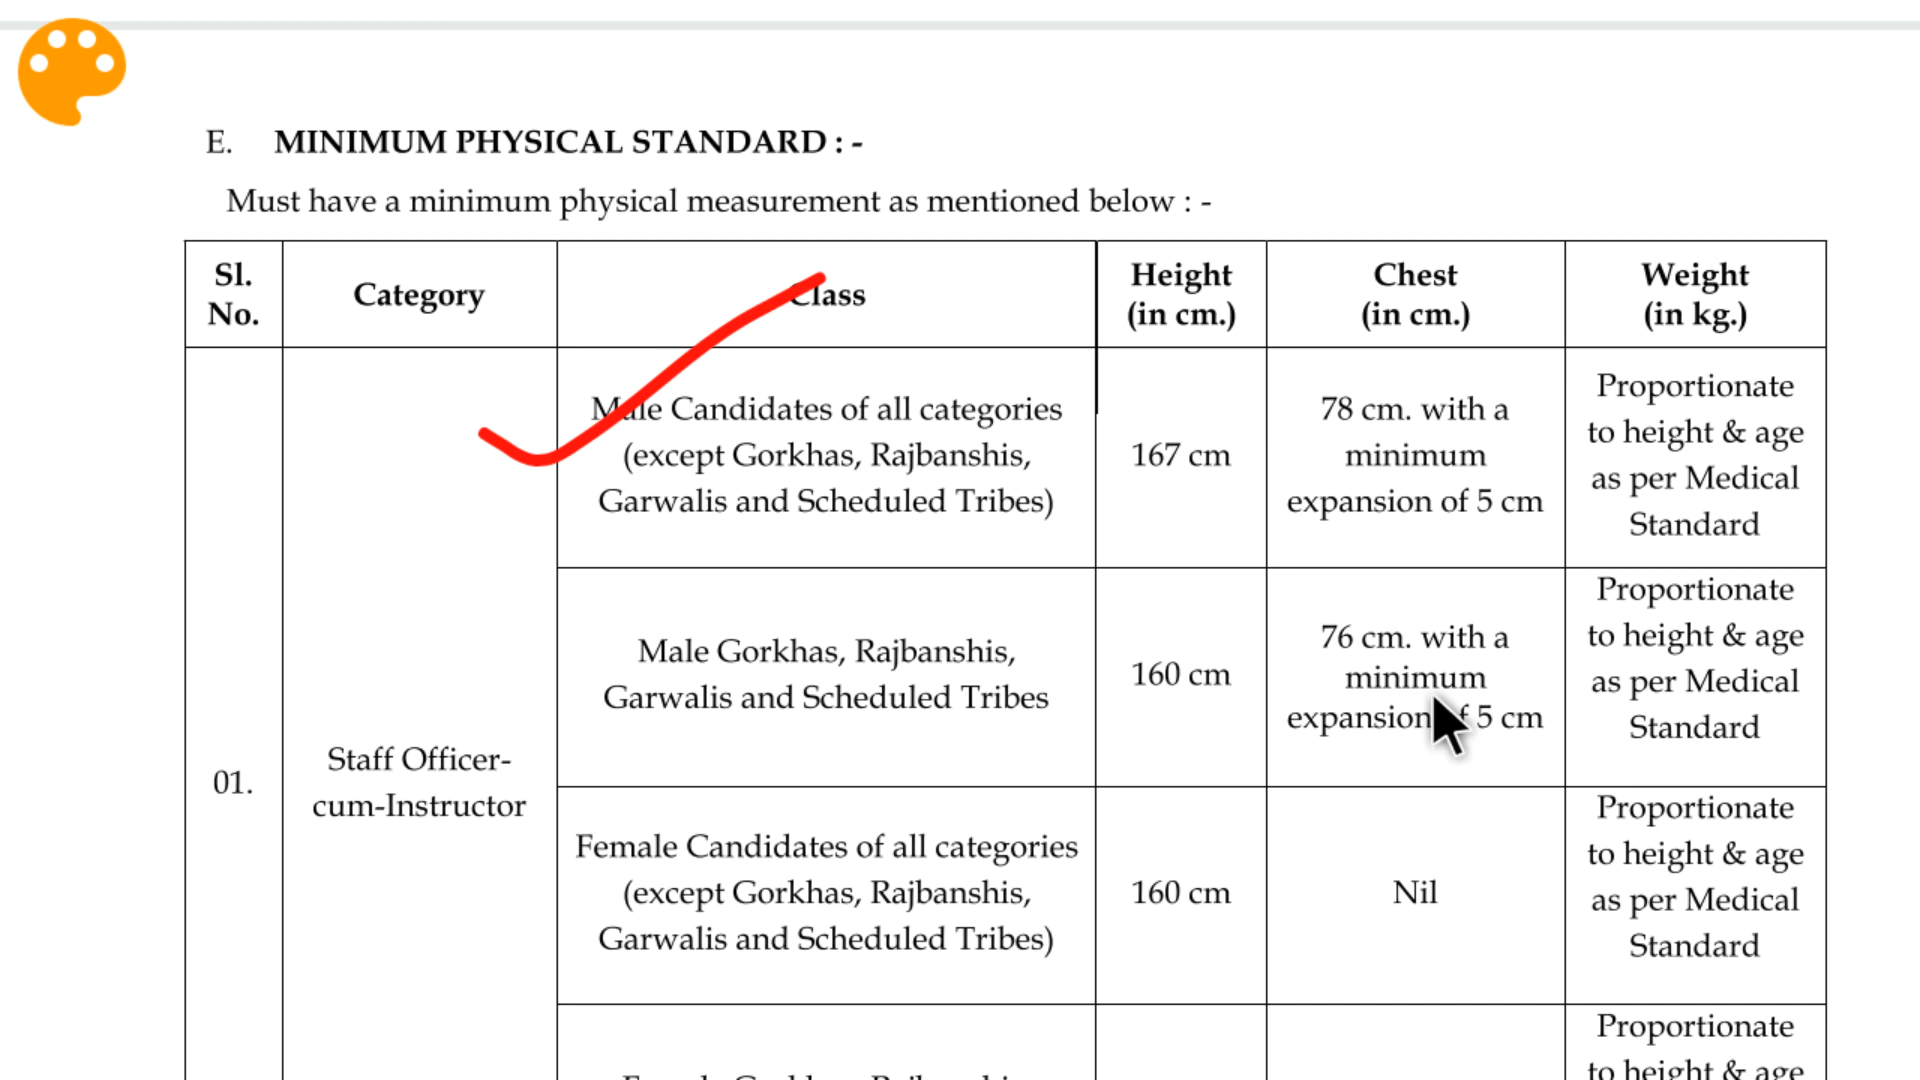 E. MINIMUM PHYSICAL STANDARD : -
Must have a minimum physical measurement as mentioned below : -
Sl.
No.
Category
Class
Height
(in cm.)
Chest
(in cm.)
Weight
(in kg.)
01.
Staff Officer-
cum-Instructor
Male Candidates of all categories
(except Gorkhas, Rajbanshis,
Garwalis and Scheduled Tribes)
167 cm
78 cm. with a
minimum
expansion of 5 cm
Proportionate
to height & age
as per Medical
Standard
Male Gorkhas, Rajbanshis,
Garwalis and Scheduled Tribes
160 cm
76 cm. with a
minimum
expansion of 5 cm
Proportionate
to height & age
as per Medical
Standard
Female Candidates of all categories
(except Gorkhas, Rajbanshis,
Garwalis and Scheduled Tribes)
160 cm
Nil
Proportionate
to height & age
as per Medical
Standard
Proportionate
to height & age